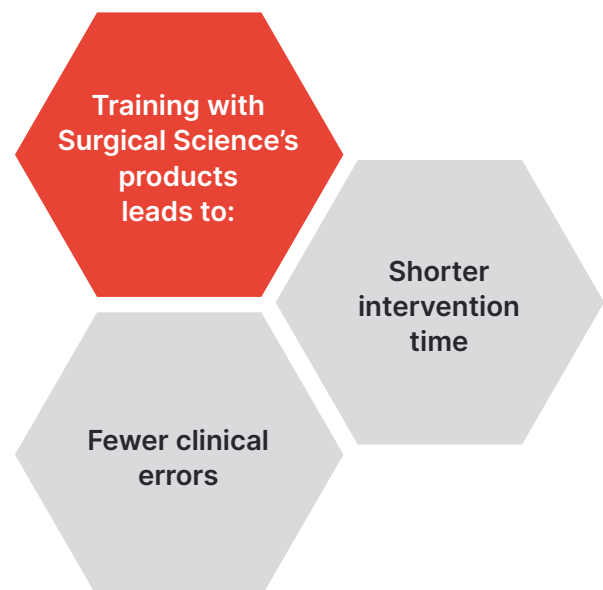 Training with
Surgical Science’s
products
leads to:
Shorter
intervention
time
Fewer clinical
errors